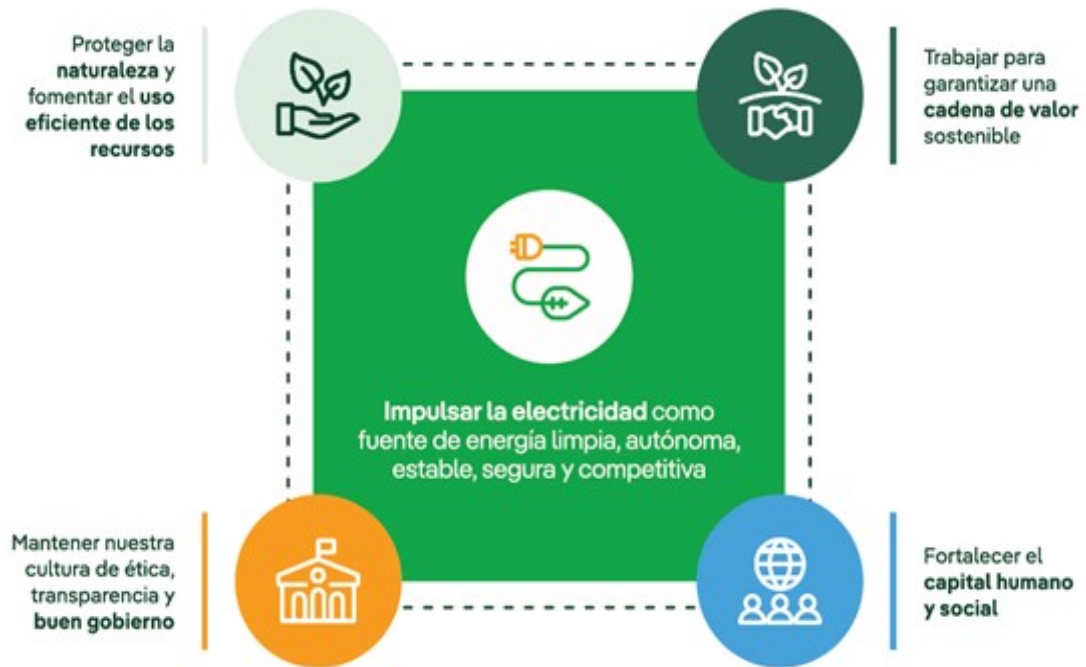 Proteger la
naturaleza y
fomentar el uso
eficiente de los
recursos
Trabajar para
garantizar una
cadena de valor
sostenible
Impulsar la electricidad como
fuente de energía limpia, autónoma,
estable, segura y competitiva
Mantener nuestra
cultura de ética,
transparencia y
buen gobierno
Fortalecer el
capital humano
y social